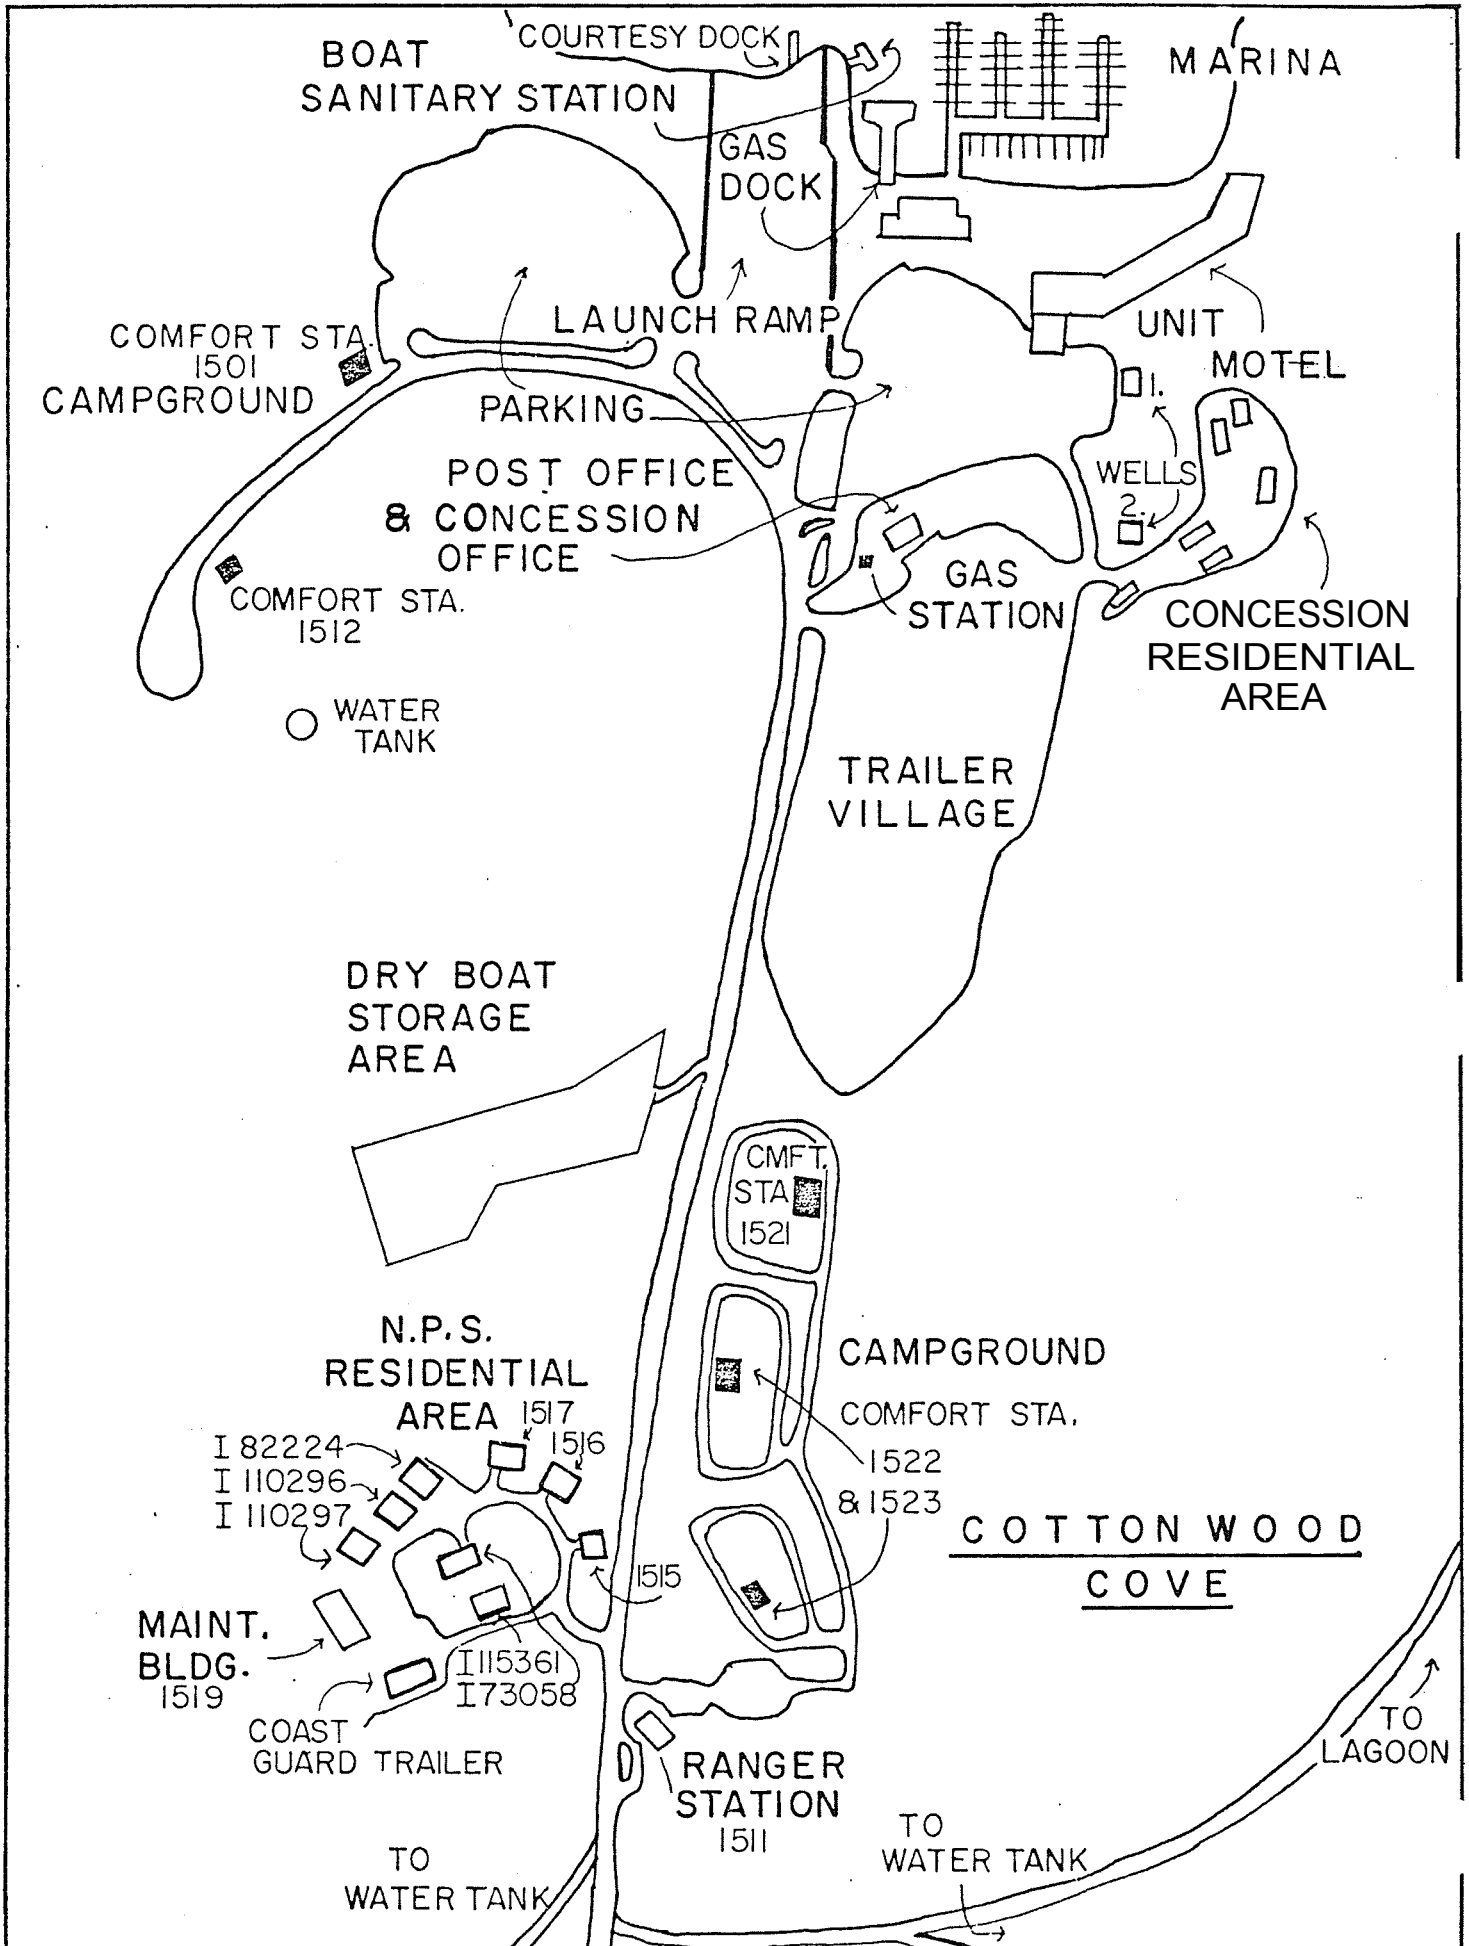 COURTESY DOCK
BOAT
SANITARY STATION
MARINA
GAS
DOCK
LAUNCH RAMP
COMFORT STA.
1501
CAMPGROUND
UNIT
MOTEL
PARKING
1.
WELLS
2.
POST OFFICE
& CONCESSION
OFFICE
GAS
STATION
CONCESSION
RESIDENTIAL
AREA
COMFORT STA.
1512
WATER
TANK
TRAILER
VILLAGE
DRY BOAT
STORAGE
AREA
CMFT.
STA
1521
N.P.S.
RESIDENTIAL
AREA
1517
1516
I 82224
I 110296
I 110297
1515
CAMPGROUND
COMFORT STA.
1522
& 1523
COTTONWOOD
COVE
MAINT.
BLDG.
1519
I115361
I73058
COAST
GUARD TRAILER
RANGER
STATION
1511
TO
LAGOON
TO
WATER TANK
TO
WATER TANK